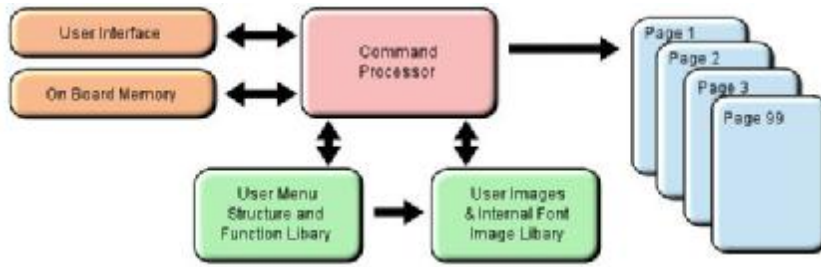 User Interface
Command
Processor
On Board Memory
Page 1
Page 2
Page 3
Page 99
User Menu
Structure and
Function Libary
User Images
& Internal Font
Image Libary